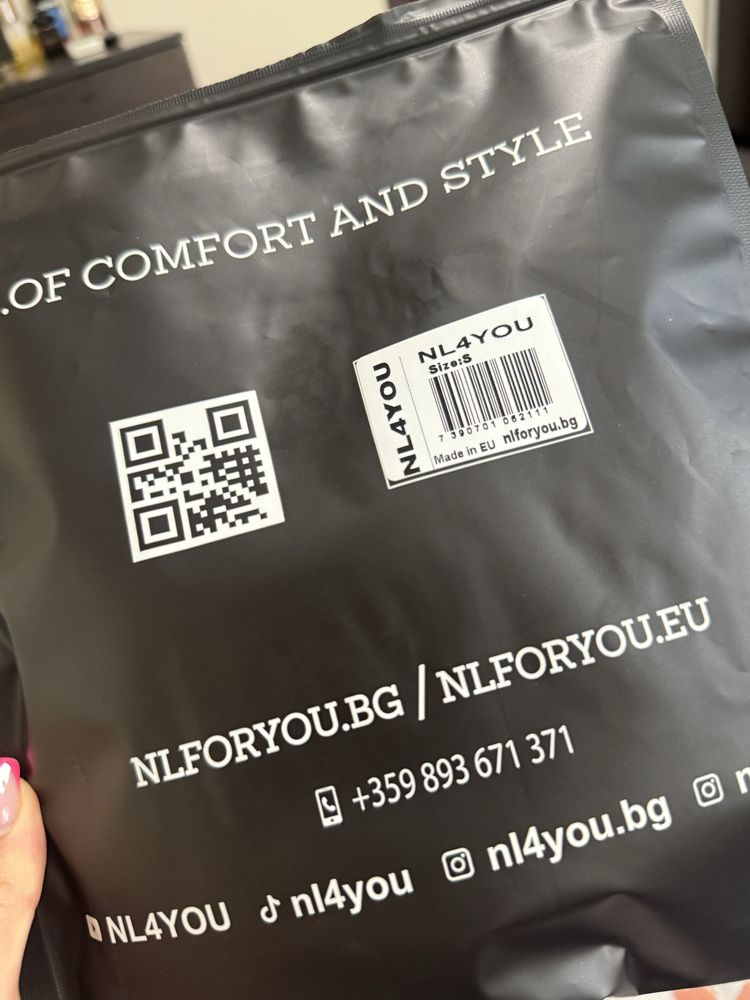 .OF COMFORT AND STYLE
NL4YOU
NL4YOU
Size:S
7 390701 062111
Made in EU nlforyou.bg
NLFORYOU.BG / NLFORYOU.EU
+359 893 671 371
NL4YOU nl4you nl4you.bg n